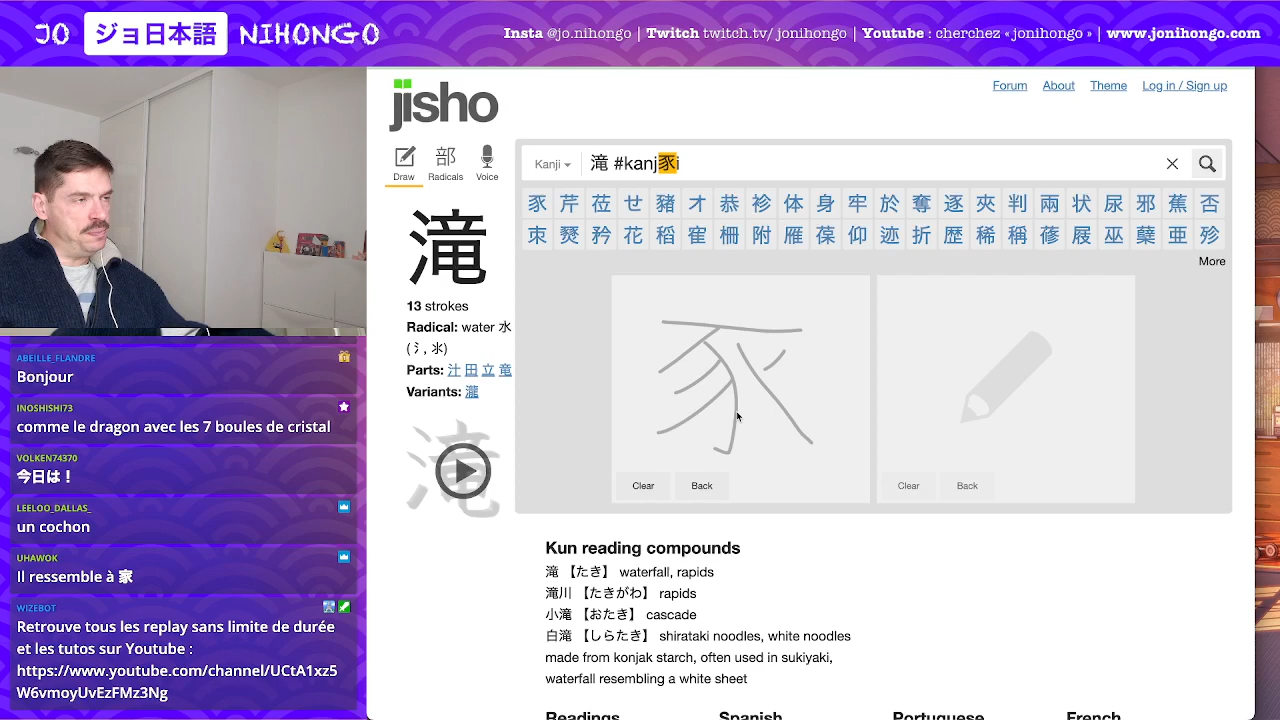 JO ジョ日本語 NIHONGO
Insta @jo.nihongo | Twitch twitch.tv/ jonihongo | Youtube : cherchez « jonihongo » | www.jonihongo.com
jisho
Forum About Theme Log in / Sign up
Draw
部
Radicals
Voice
Kanji
滝 #kanj豕i
豕 芹 莅 せ 豬 才 恭 袗 体 身 牢 於 奪 逐 夾 判 兩 状 尿 邪 蕉 否
束 燹 矜 花 稻 寉 柵 附 雁 葆 仰 迹 折 歴 稀 稱 蓚 屐 巫 蘖 亜 殄
More
Clear Back
Clear Back
滝
13 strokes
Radical: water 水
(氵, 氺)
Parts: 汁 田 立 竜
Variants: 瀧
滝
Kun reading compounds
滝 【たき】 waterfall, rapids
滝川 【たきがわ】 rapids
小滝 【おたき】 cascade
白滝 【しらたき】 shirataki noodles, white noodles
made from konjak starch, often used in sukiyaki,
waterfall resembling a white sheet
Readings Spanish Portuguese French
ABEILLE_FLANDRE
Bonjour
INOSHISHI73
comme le dragon avec les 7 boules de cristal
VOLKEN74370
今日は！
LEELOO_DALLAS_
un cochon
UHAWOK
Il ressemble à 家
WIZEBOT
Retrouve tous les replay sans limite de durée
et les tutos sur Youtube :
https://www.youtube.com/channel/UCtA1xz5
W6vmoyUvEzFMz3Ng